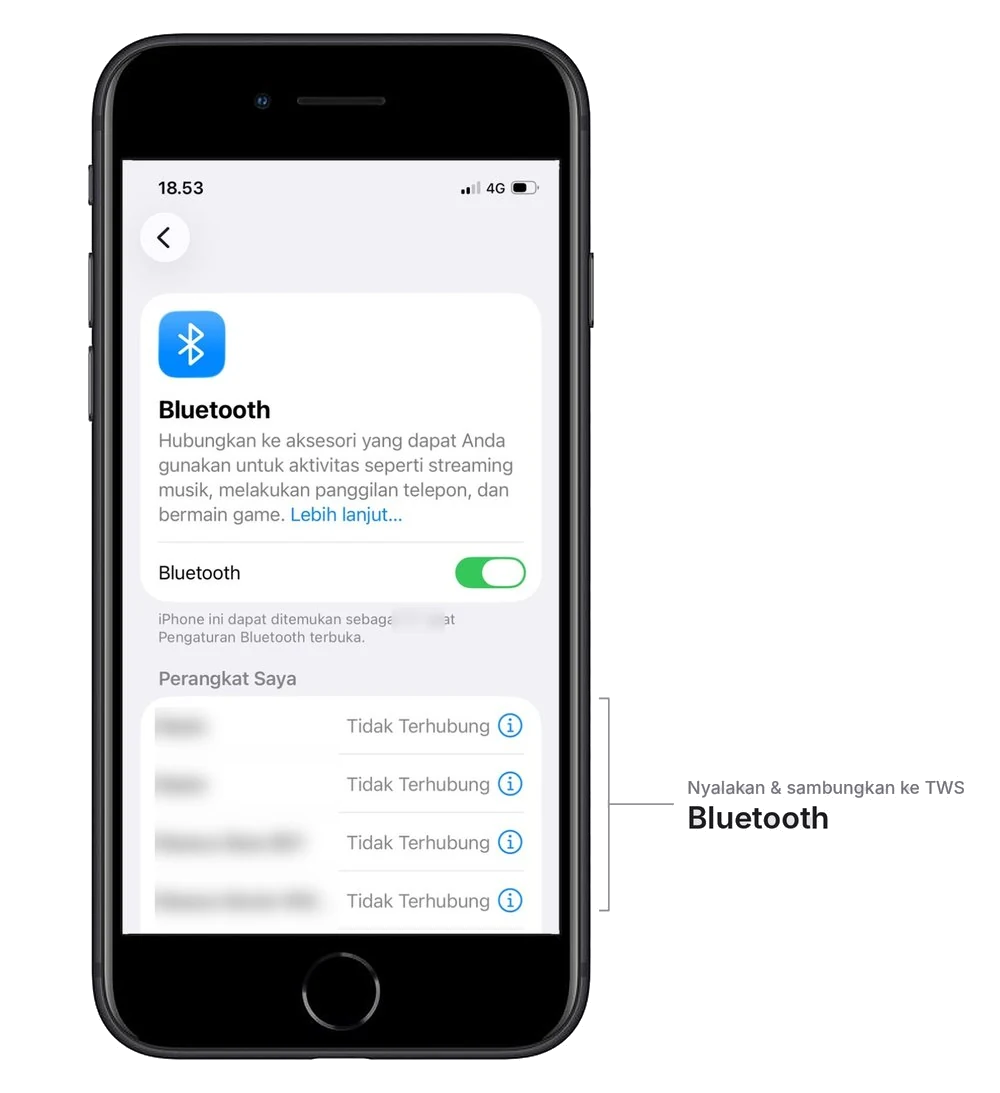 18.53
4G
Bluetooth
Hubungkan ke aksesori yang dapat Anda
gunakan untuk aktivitas seperti streaming
musik, melakukan panggilan telepon, dan
bermain game. Lebih lanjut...
Bluetooth
iPhone ini dapat ditemukan
Pengaturan Bluetooth terbuka.
Perangkat Saya
Tidak Terhubung
Tidak Terhubung
Tidak Terhubung
Tidak Terhubung
Nyalakan & sambungkan ke TWS
Bluetooth